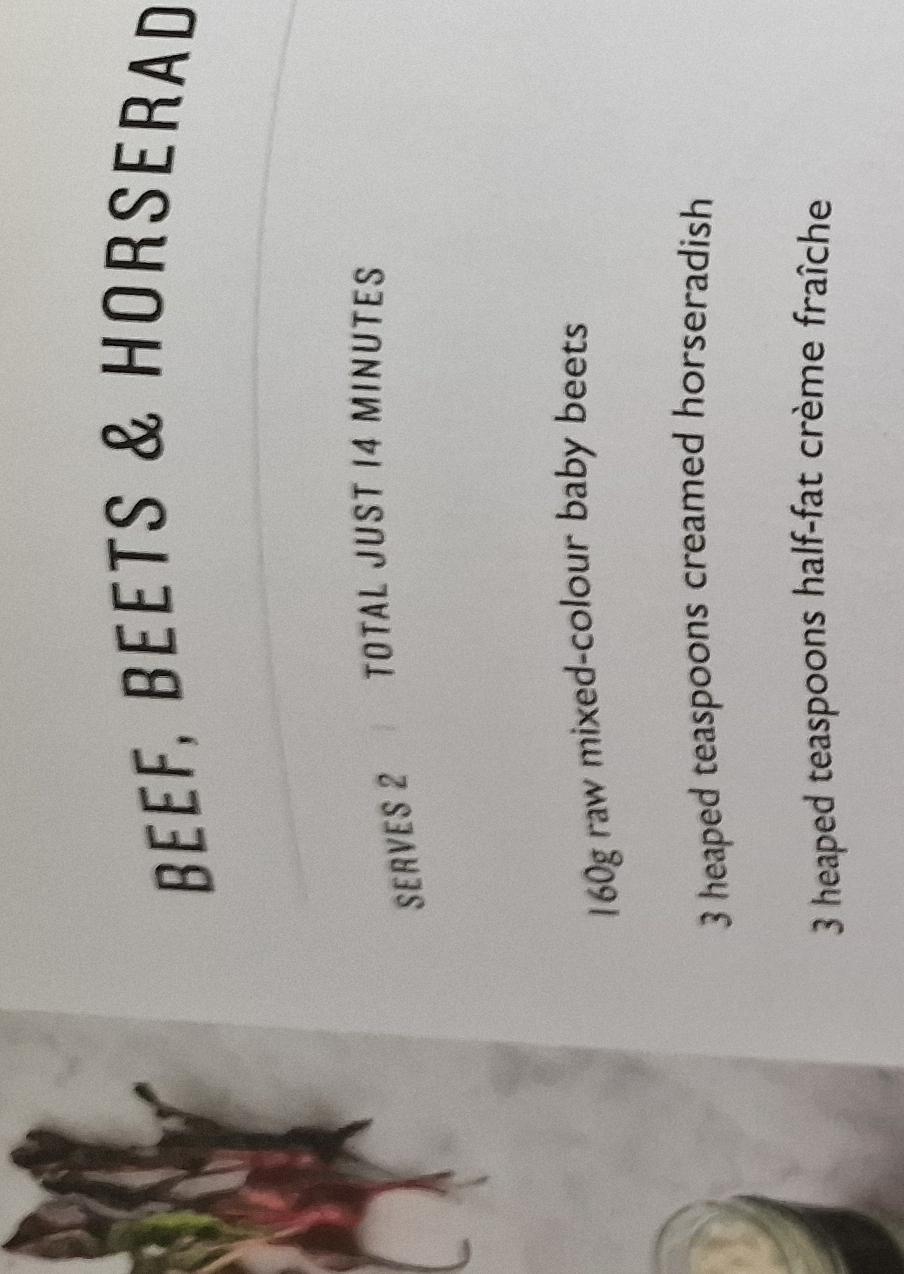 BEEF, BEETS & HORSERAD
SERVES 2 | TOTAL JUST 14 MINUTES
160g raw mixed-colour baby beets
3 heaped teaspoons creamed horseradish
3 heaped teaspoons half-fat crème fraîche